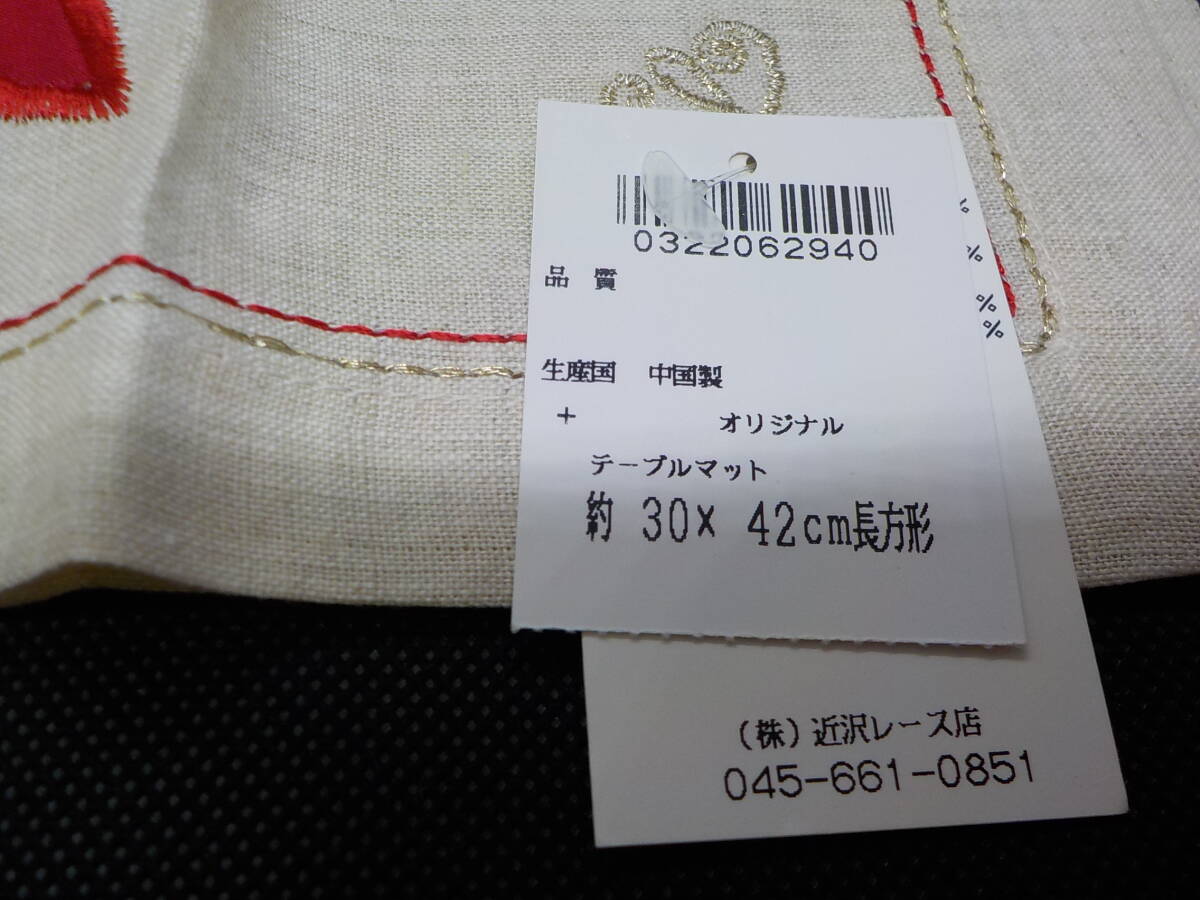 0322062940
品 質
%
%
%
%
生産国 中国製
+ オリジナル
テーブルマット
約 30× 42cm長方形
(株)近沢レース店
045-661-0851